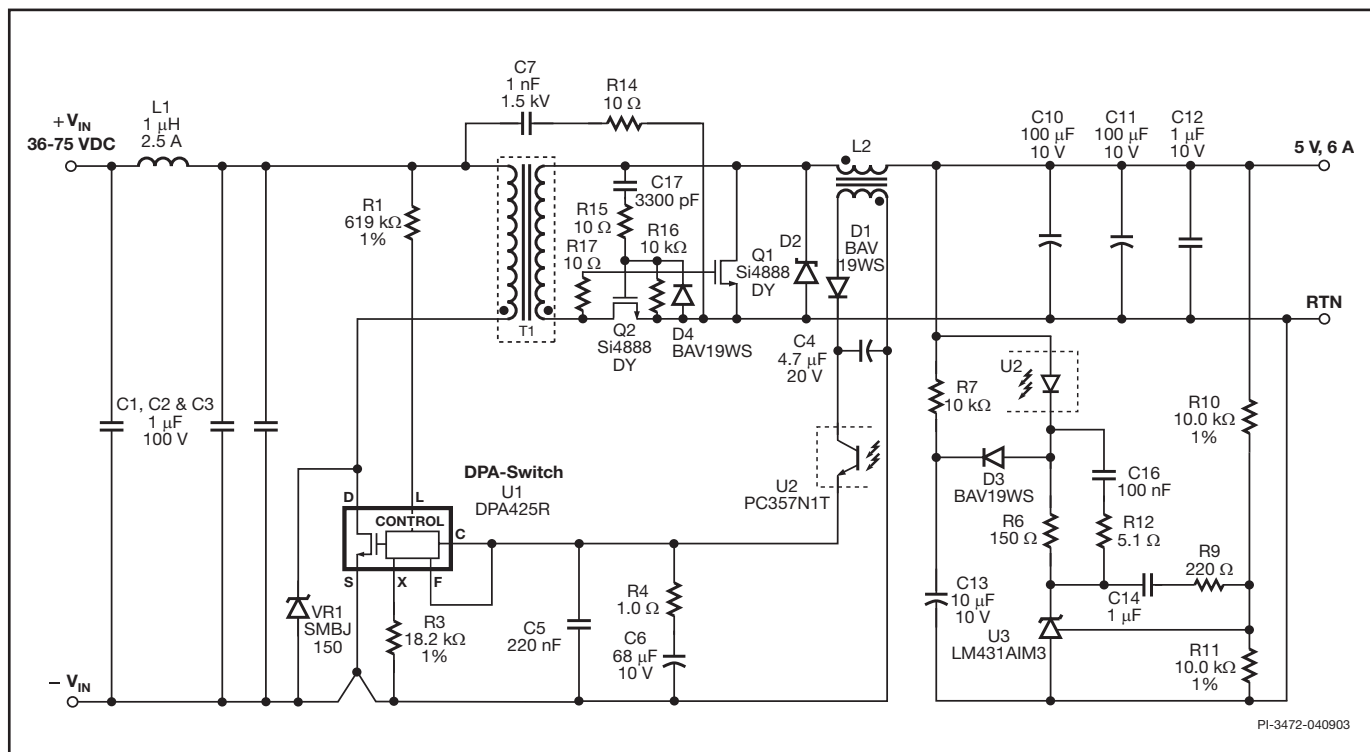 C7
1 nF
1.5 kV
R14
10 Ω
L1
1 μH
2.5 A
+ VIN
36-75 VDC
C10
100 μF
10 V
C11
100 μF
10 V
C12
1 μF
10 V
5 V, 6 A
L2
R1
619 kΩ
1%
C17
3300 pF
R15
10 Ω
R16
10 kΩ
R17
10 Ω
Q1
Si4888
DY
D2
D1
BAV
19WS
T1
Q2
Si4888
DY
D4
BAV19WS
RTN
C4
4.7 μF
20 V
U2
R7
10 kΩ
R10
10.0 kΩ
1%
C1, C2 & C3
1 μF
100 V
DPA-Switch
U1
DPA425R
D
L
CONTROL
C
S
X
F
U2
PC357N1T
D3
BAV19WS
C16
100 nF
R6
150 Ω
R12
5.1 Ω
R9
220 Ω
VR1
SMBJ
150
R3
18.2 kΩ
1%
C5
220 nF
R4
1.0 Ω
C6
68 μF
10 V
C13
10 μF
10 V
C14
1 μF
U3
LM431AIM3
R11
10.0 kΩ
1%
− VIN
PI-3472-040903